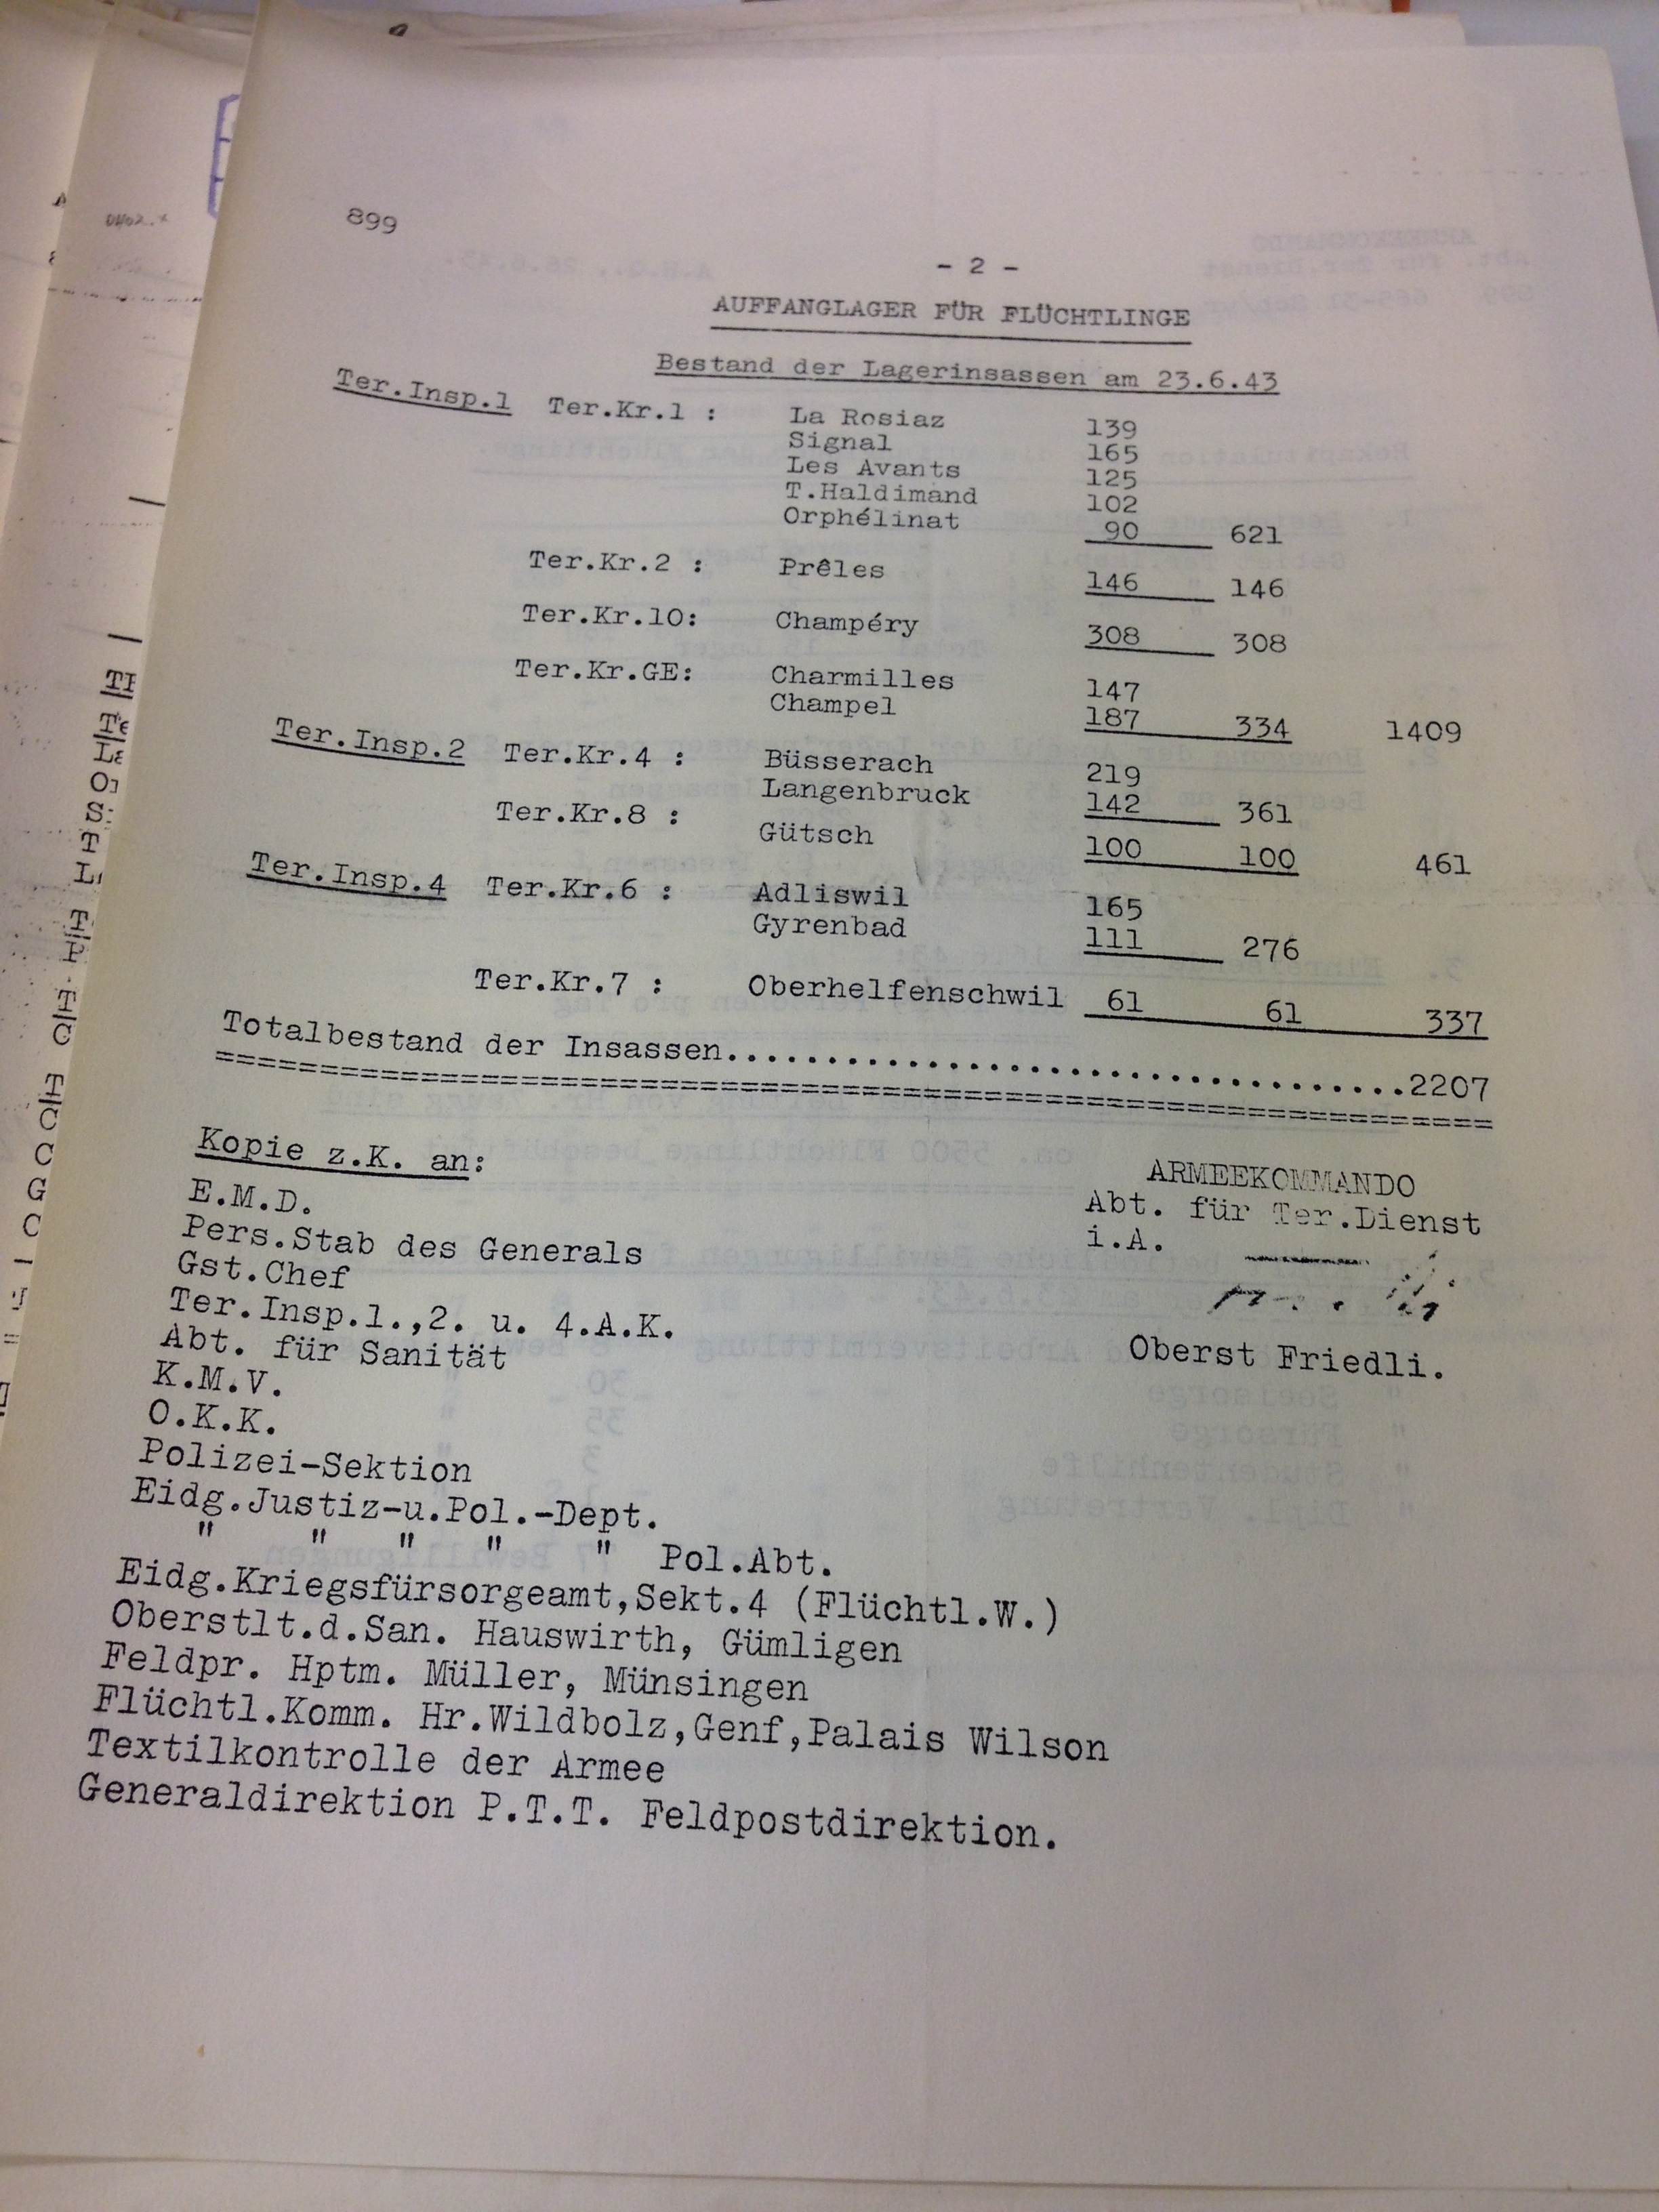 899
- 2 -
AUFFANGLAGER FÜR FLÜCHTLINGE
Bestand der Lagerinsassen am 23.6.43
Ter.Insp.1 Ter.Kr.1 : La Rosiaz 139
Signal 165
Les Avants 125
T.Haldimand 102
Orphélinat 90 621
Ter.Kr.2 : Prêles 146 146
Ter.Kr.10: Champéry 308 308
Ter.Kr.GE: Charmilles 147
Champel 187 334 1409
Ter.Insp.2 Ter.Kr.4 : Büsserach 219
Langenbruck 142 361
Ter.Kr.8 : Gütsch 100 100 461
Ter.Insp.4 Ter.Kr.6 : Adliswil 165
Gyrenbad 111 276
Ter.Kr.7 : Oberhelfenschwil 61 61 337
Totalbestand der Insassen.......................................2207
Kopie z.K. an:
E.M.D.
Pers.Stab des Generals
Gst.Chef
Ter.Insp.1.,2. u. 4.A.K.
Abt. für Sanität
K.M.V.
O.K.K.
Polizei-Sektion
Eidg.Justiz-u.Pol.-Dept.
" " " " " Pol.Abt.
Eidg.Kriegsfürsorgeamt,Sekt.4 (Flüchtl.W.)
Oberstlt.d.San. Hauswirth, Gümligen
Feldpr. Hptm. Müller, Münsingen
Flüchtl.Komm. Hr.Wildbolz,Genf,Palais Wilson
Textilkontrolle der Armee
Generaldirektion P.T.T. Feldpostdirektion.
ARMEEKOMMANDO
Abt. für Ter.Dienst
i.A.
Oberst Friedli.